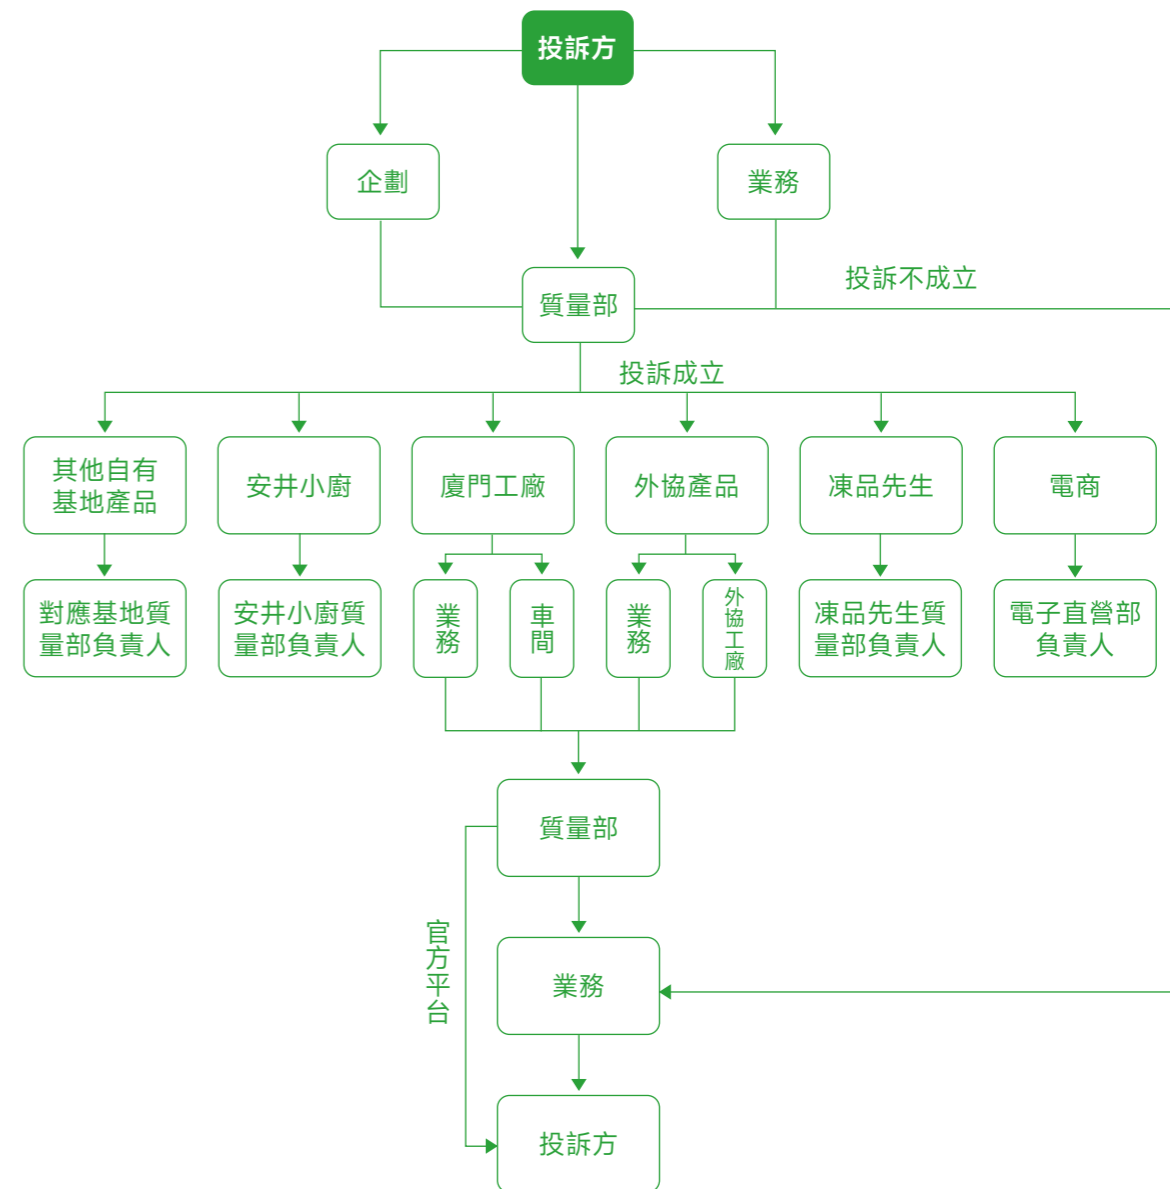 投訴方
企劃
業務
質量部
投訴不成立
投訴成立
其他自有
基地產品
安井小廚
廈門工廠
外協產品
凍品先生
電商
對應基地質
量部負責人
安井小廚質
量部負責人
業務
車間
業務
外協工廠
凍品先生質
量部負責人
電子直營部
負責人
質量部
官方平台
業務
投訴方